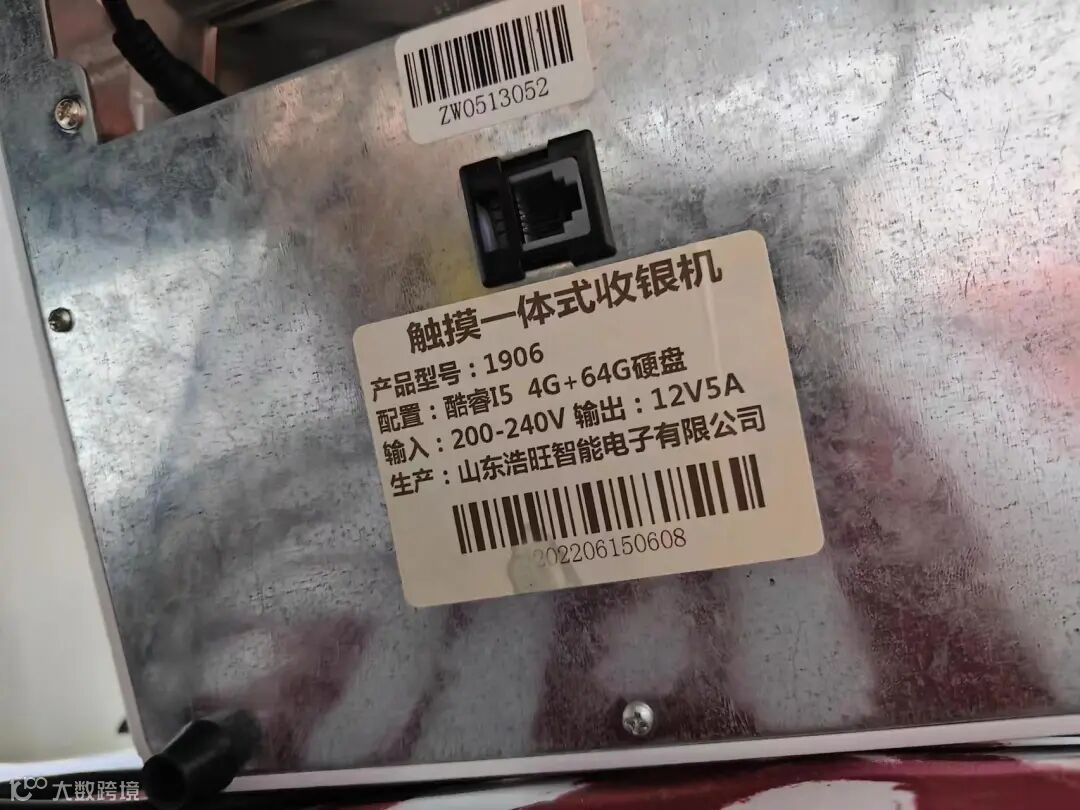 ZW0513052
触摸一体式收银机
产品型号：1906
配置：酷睿I5 4G+64G硬盘
输入：200-240V 输出：12V5A
生产：山东浩旺智能电子有限公司
202206150608
大数跨境